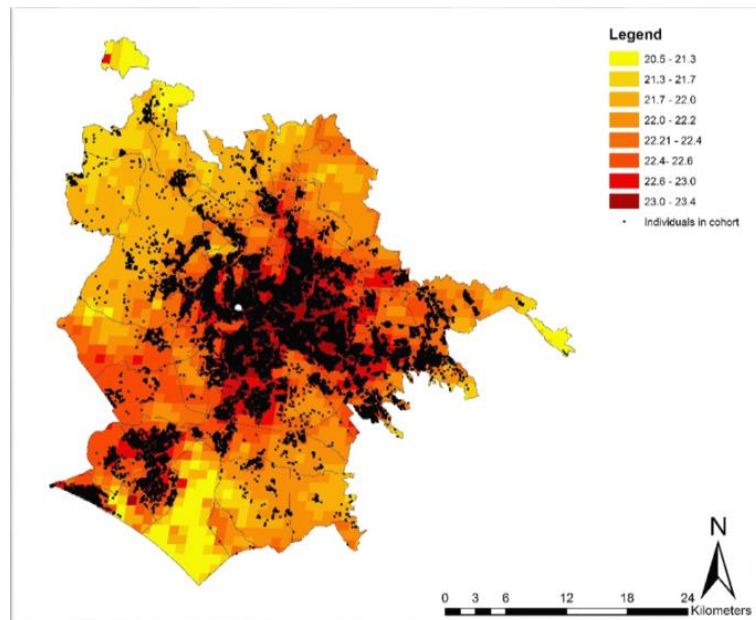 Legend
20.5 - 21.3
21.3 - 21.7
21.7 - 22.0
22.0 - 22.2
22.21 - 22.4
22.4- 22.6
22.6 - 23.0
23.0 - 23.4
Individuals in cohort
N
0 3 6 12 18 24
Kilometers